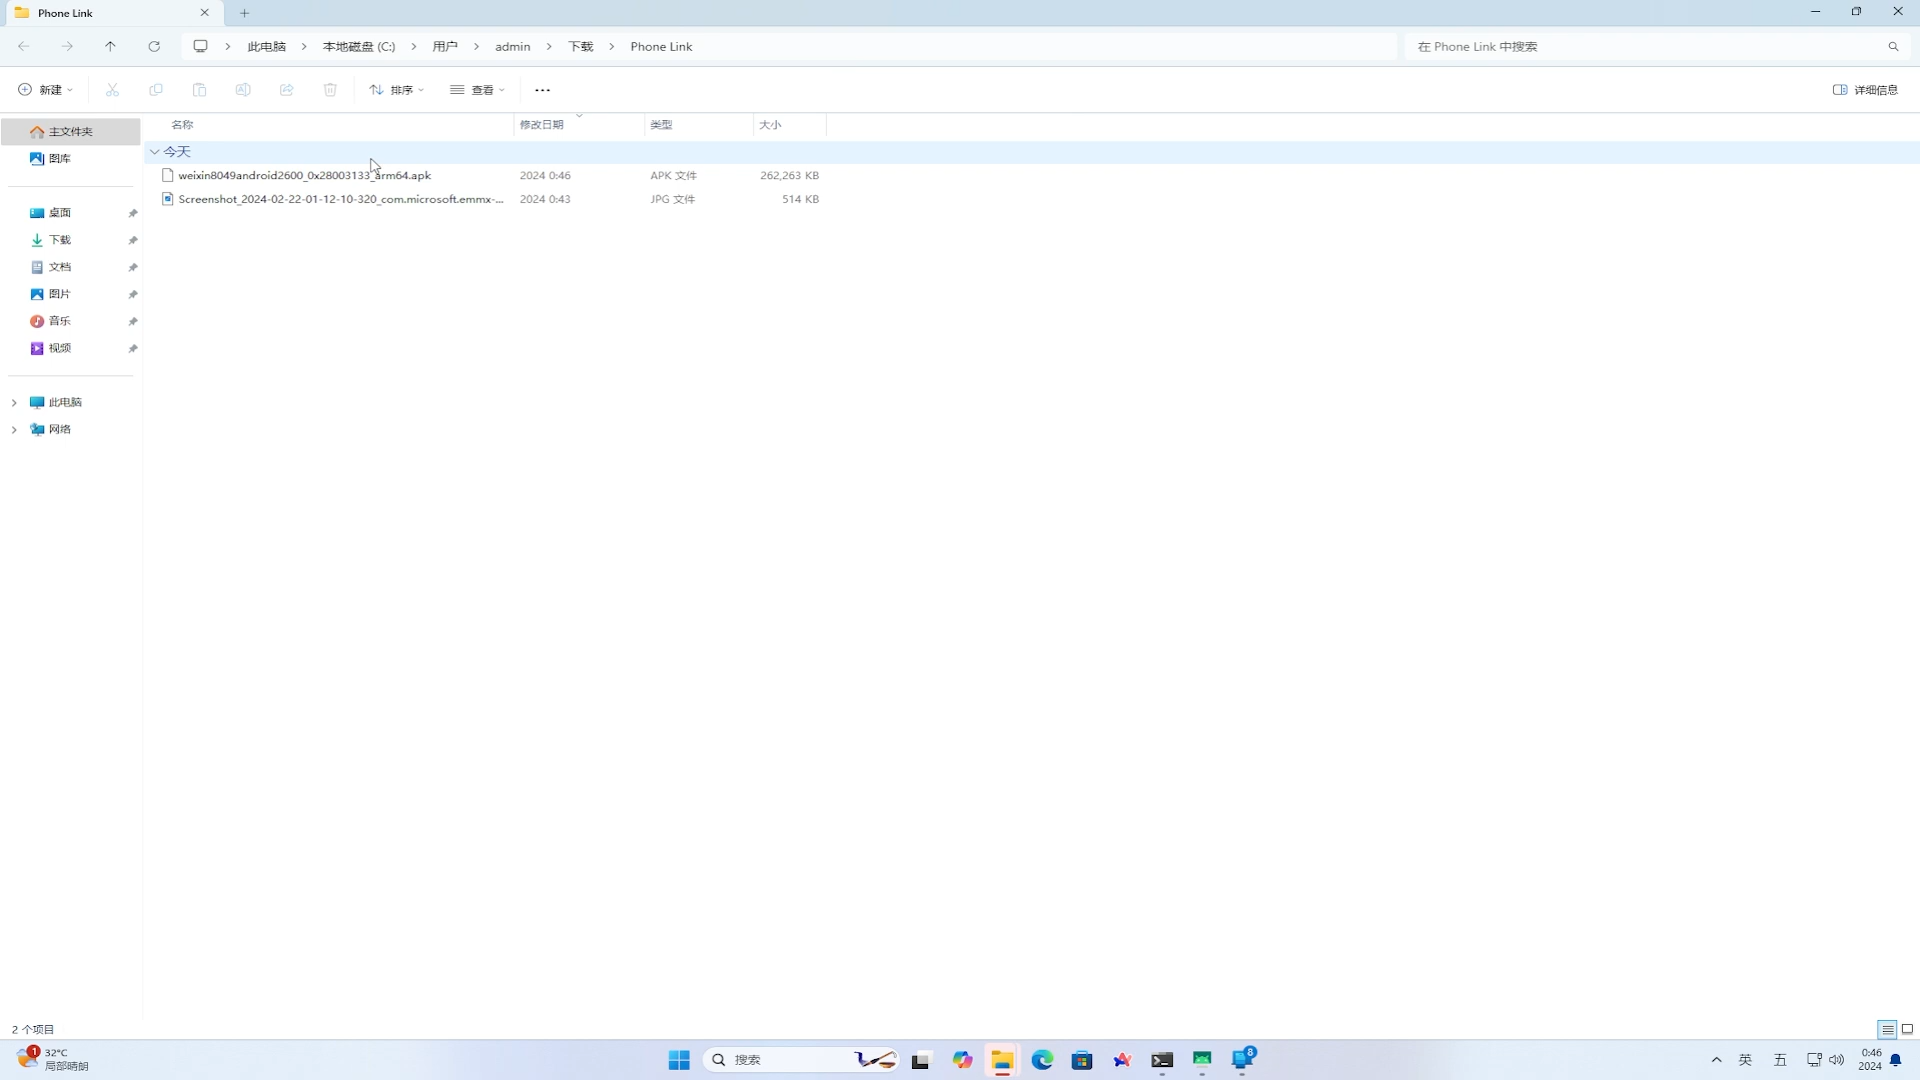 Phone Link
此电脑 > 本地磁盘 (C:) > 用户 > admin > 下载 > Phone Link
在 Phone Link 中搜索
新建 排序 查看 ... 详细信息
主文件夹
图库
桌面
下载
文档
图片
音乐
视频
此电脑
网络
名称 修改日期 类型 大小
今天
weixin8049android2600_0x28003133_arm64.apk 2024 0:46 APK 文件 262,263 KB
Screenshot_2024-02-22-01-12-10-320_com.microsoft.emmx-... 2024 0:43 JPG 文件 514 KB
2 个项目
1 32°C
局部晴朗
搜索
8
英 五
0:46
2024